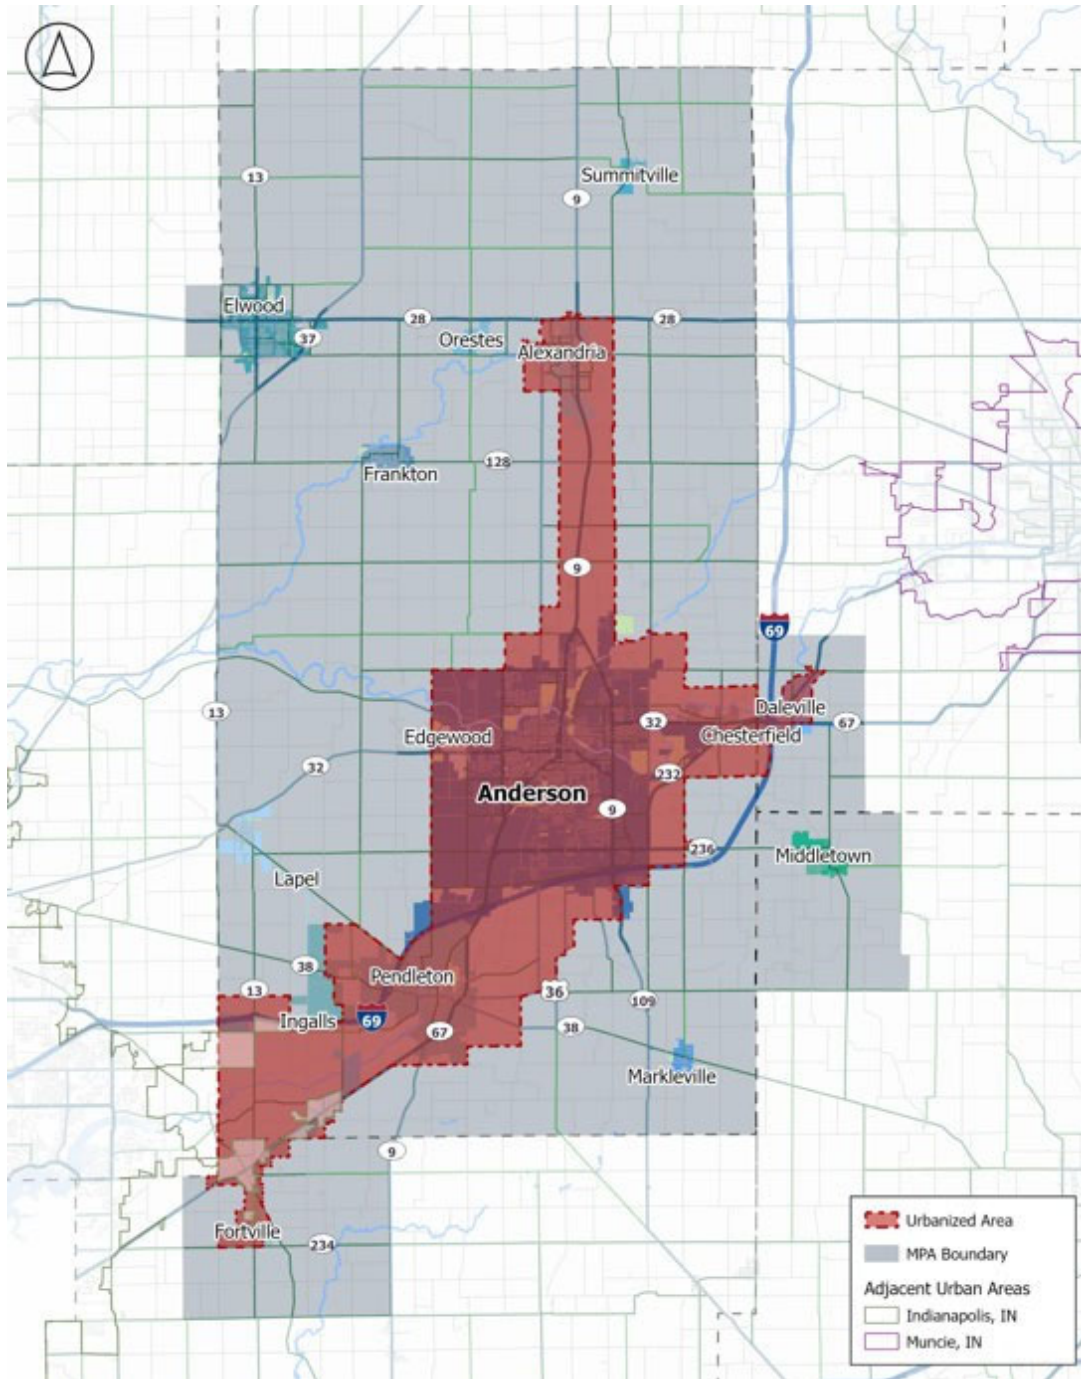 13
Summitville
9
Elwood
28
28
37
Orestes
Alexandria
128
Frankton
9
69
13
Daleville
32
67
Edgewood
Chesterfield
32
232
Anderson
9
236
Middletown
Lapel
38
Pendleton
13
36
109
Ingalls
69
67
38
Markleville
9
Fortville
234
Urbanized Area
MPA Boundary
Adjacent Urban Areas
Indianapolis, IN
Muncie, IN